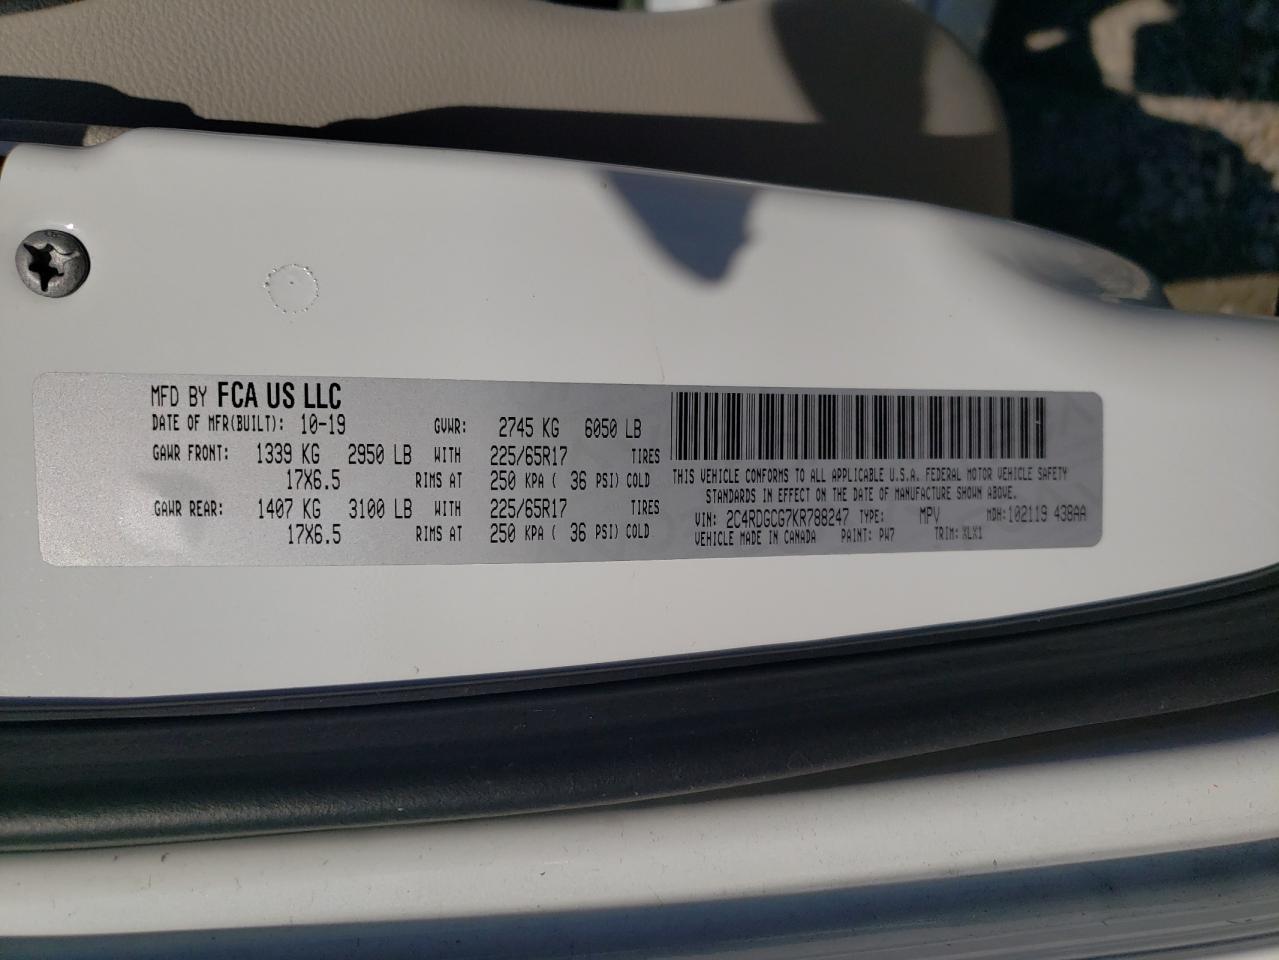 MFD BY FCA US LLC
DATE OF MFR(BUILT): 10-19 GVWR: 2745 KG 6050 LB
GAWR FRONT: 1339 KG 2950 LB WITH 225/65R17 TIRES
17X6.5 RIMS AT 250 KPA ( 36 PSI) COLD
GAWR REAR: 1407 KG 3100 LB WITH 225/65R17 TIRES
17X6.5 RIMS AT 250 KPA ( 36 PSI) COLD
THIS VEHICLE CONFORMS TO ALL APPLICABLE U.S.A. FEDERAL MOTOR VEHICLE SAFETY
STANDARDS IN EFFECT ON THE DATE OF MANUFACTURE SHOWN ABOVE.
VIN: 2C4RDGCG7KR788247 TYPE: MPV MDH: 102119 438AA
VEHICLE MADE IN CANADA PAINT: PW7 TRIM: XLX1